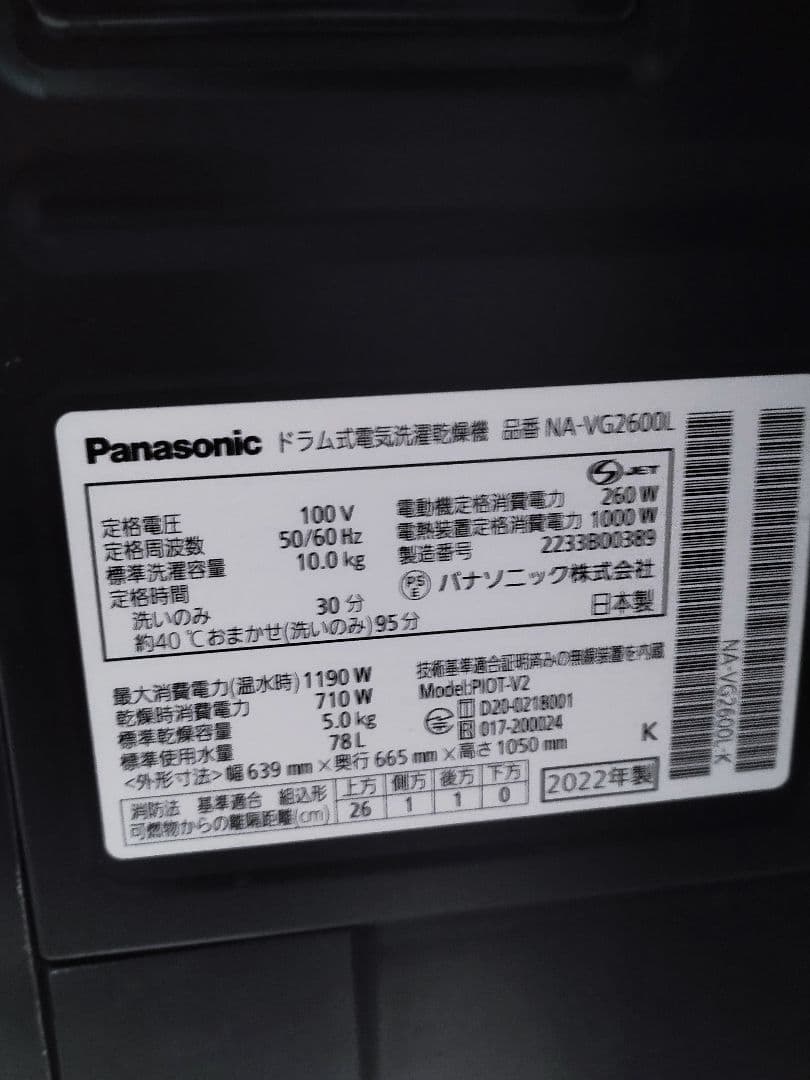 Panasonic ドラム式電気洗濯乾燥機 品番 NA-VG2600L
JET
定格電圧 100 V
定格周波数 50/60 Hz
標準洗濯容量 10.0 kg
定格時間
洗いのみ 30 分
約40 ℃おまかせ(洗いのみ) 95 分
電動機定格消費電力 260 W
電熱装置定格消費電力 1000 W
製造番号 2233B00389
PS E パナソニック株式会社
日本製
最大消費電力(温水時) 1190 W
乾燥時消費電力 710 W
標準乾燥容量 5.0 kg
標準使用水量 78 L
技術基準適合証明済みの無線装置を内蔵
Model:PIOT-V2
T D20-0218001
R 017-200024
<外形寸法> 幅 639 mm × 奥行 665 mm × 高さ 1050 mm
K
消防法 基準適合 組込形 上方 側方 後方 下方
可燃物からの離隔距離(cm) 26 1 1 0
2022年製
NA-VG2600L-K